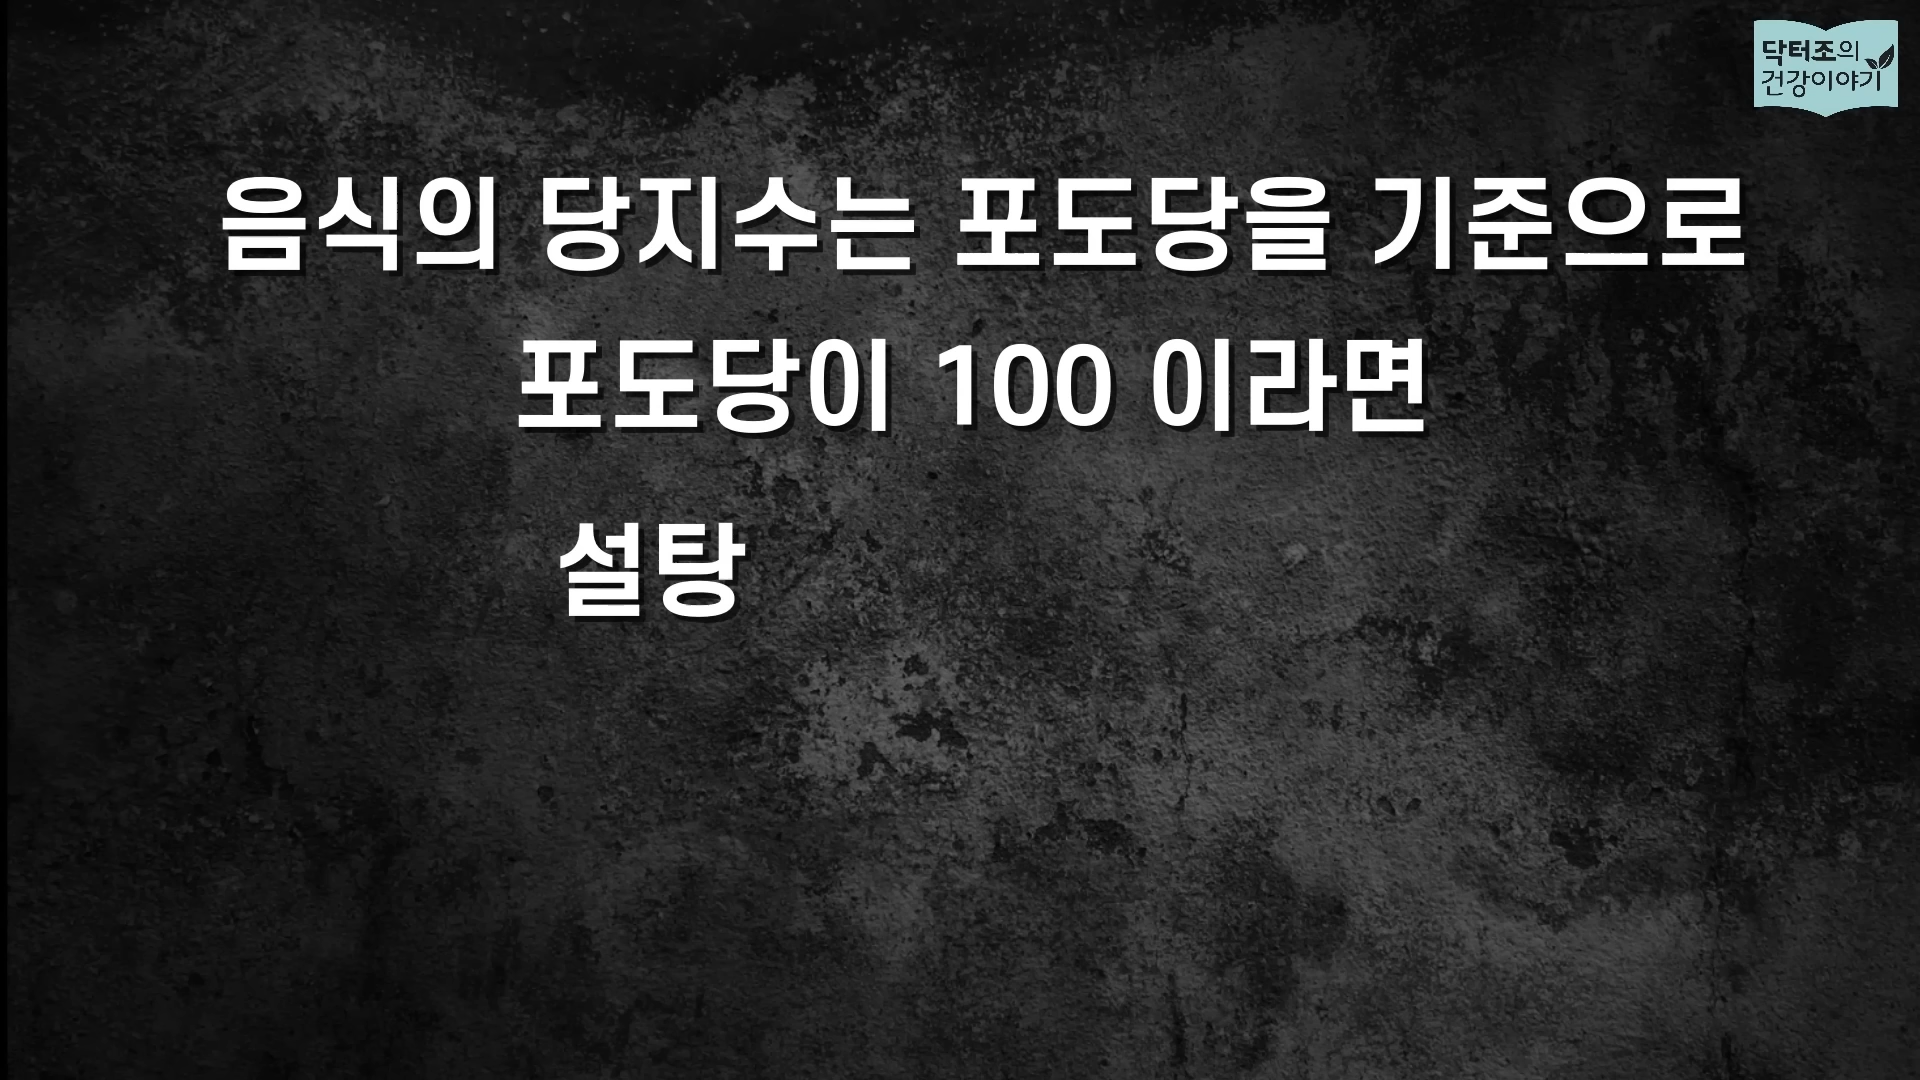 닥터조의
건강이야기
음식의 당지수는 포도당을 기준으로
포도당이 100 이라면
설탕